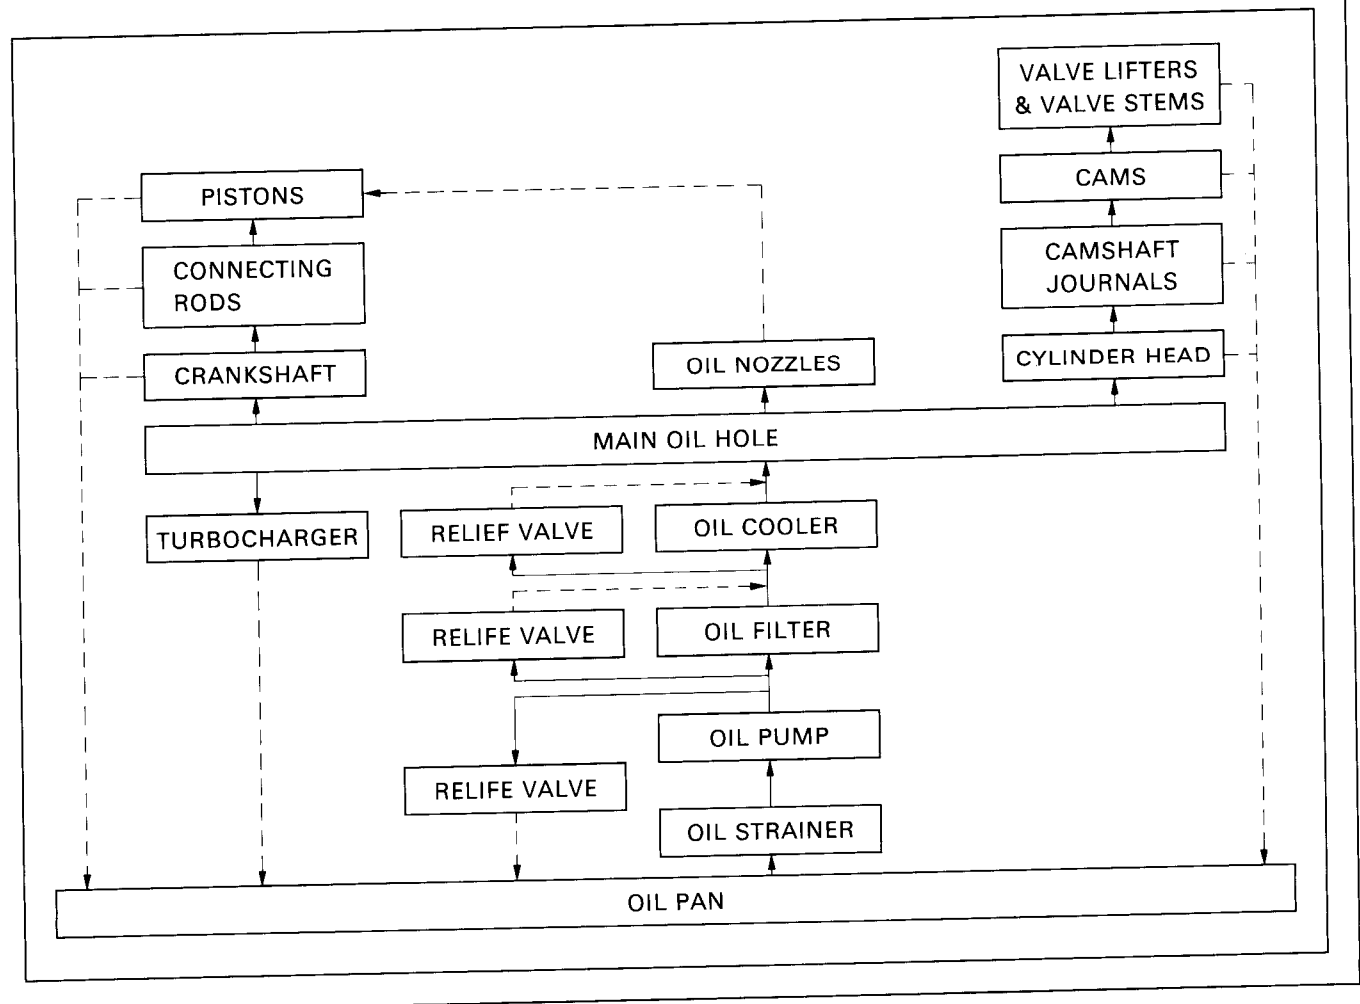 VALVE LIFTERS
& VALVE STEMS
CAMS
PISTONS
CAMSHAFT
JOURNALS
CONNECTING
RODS
OIL NOZZLES
CYLINDER HEAD
CRANKSHAFT
MAIN OIL HOLE
TURBOCHARGER
RELIEF VALVE
OIL COOLER
RELIFE VALVE
OIL FILTER
OIL PUMP
RELIFE VALVE
OIL STRAINER
OIL PAN